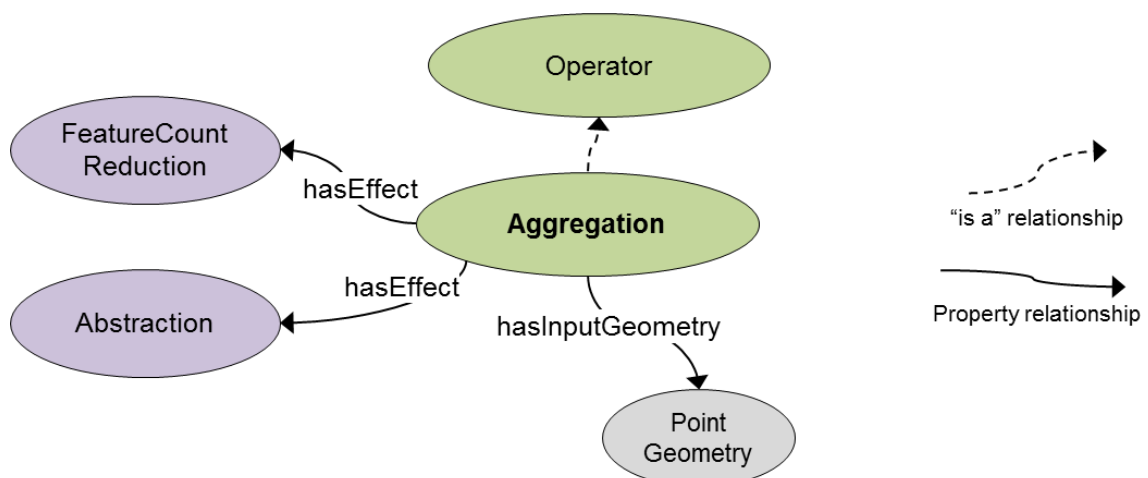 Operator
FeatureCount
Reduction
hasEffect
Aggregation
“is a” relationship
hasEffect
Abstraction
hasInputGeometry
Property relationship
Point
Geometry